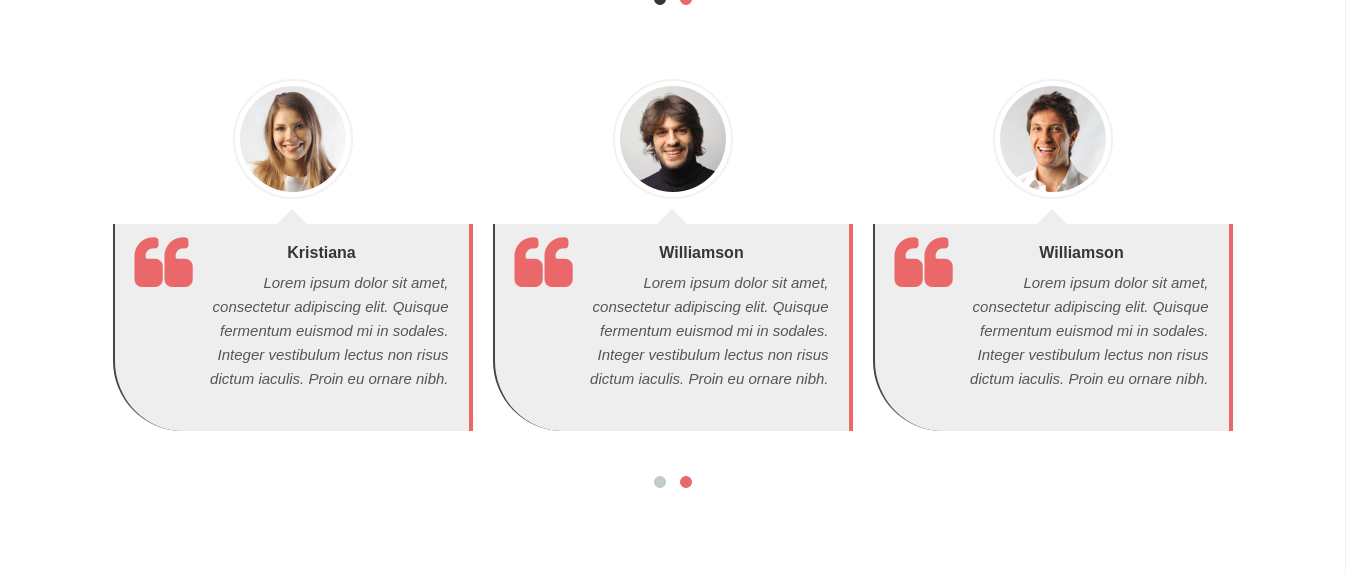 Kristiana
Lorem ipsum dolor sit amet,
consectetur adipiscing elit. Quisque
fermentum euismod mi in sodales.
Integer vestibulum lectus non risus
dictum iaculis. Proin eu ornare nibh.
Williamson
Lorem ipsum dolor sit amet,
consectetur adipiscing elit. Quisque
fermentum euismod mi in sodales.
Integer vestibulum lectus non risus
dictum iaculis. Proin eu ornare nibh.
Williamson
Lorem ipsum dolor sit amet,
consectetur adipiscing elit. Quisque
fermentum euismod mi in sodales.
Integer vestibulum lectus non risus
dictum iaculis. Proin eu ornare nibh.